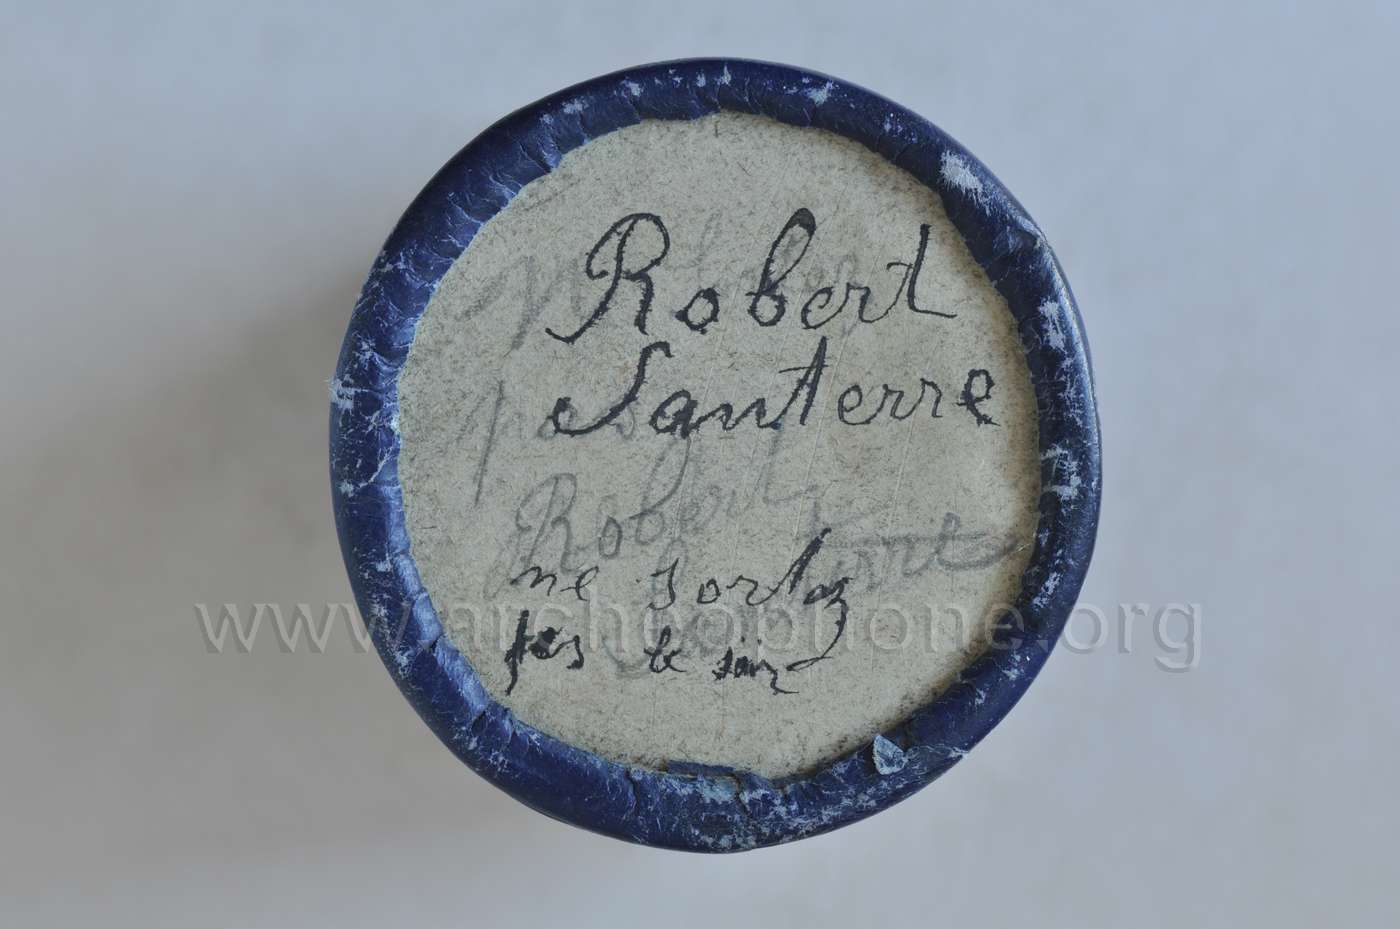 Robert
Santerre
Robert
ne sortez
pas le soir
www.archeophone.org